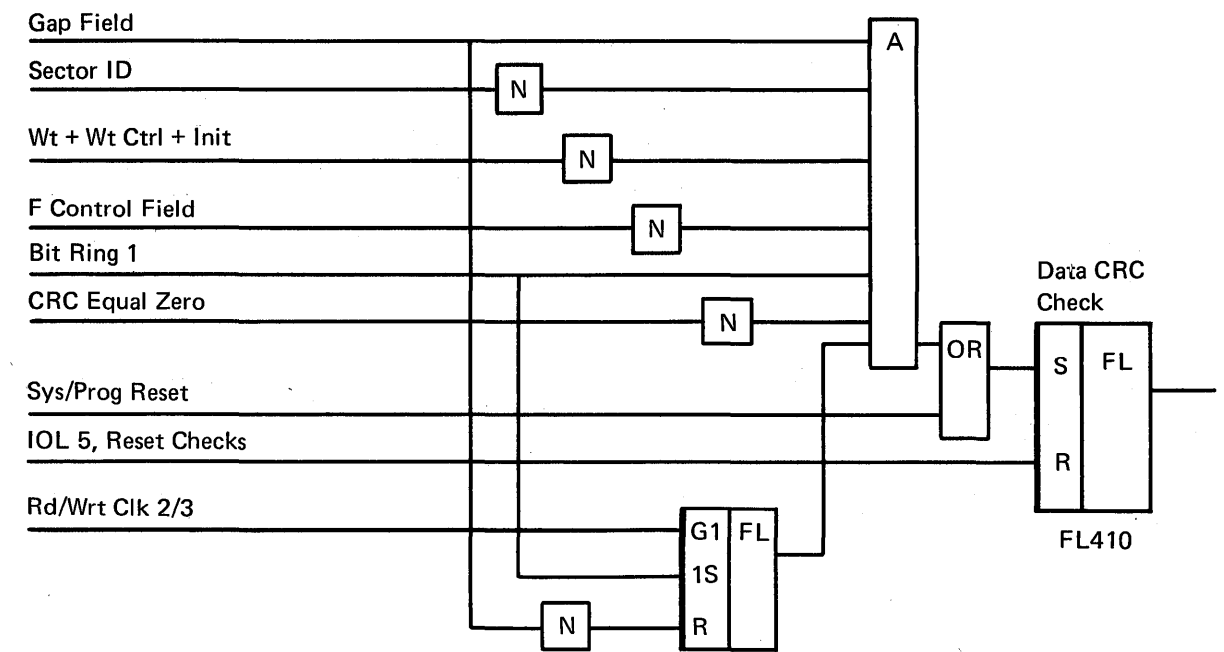 Gap Field
A
Sector ID
N
Wt + Wt Ctrl + Init
N
F Control Field
N
Bit Ring 1
Data CRC
Check
CRC Equal Zero
N
OR
S FL
Sys/Prog Reset
IOL 5, Reset Checks
R
Rd/Wrt Clk 2/3
G1 FL
FL410
1S
N
R